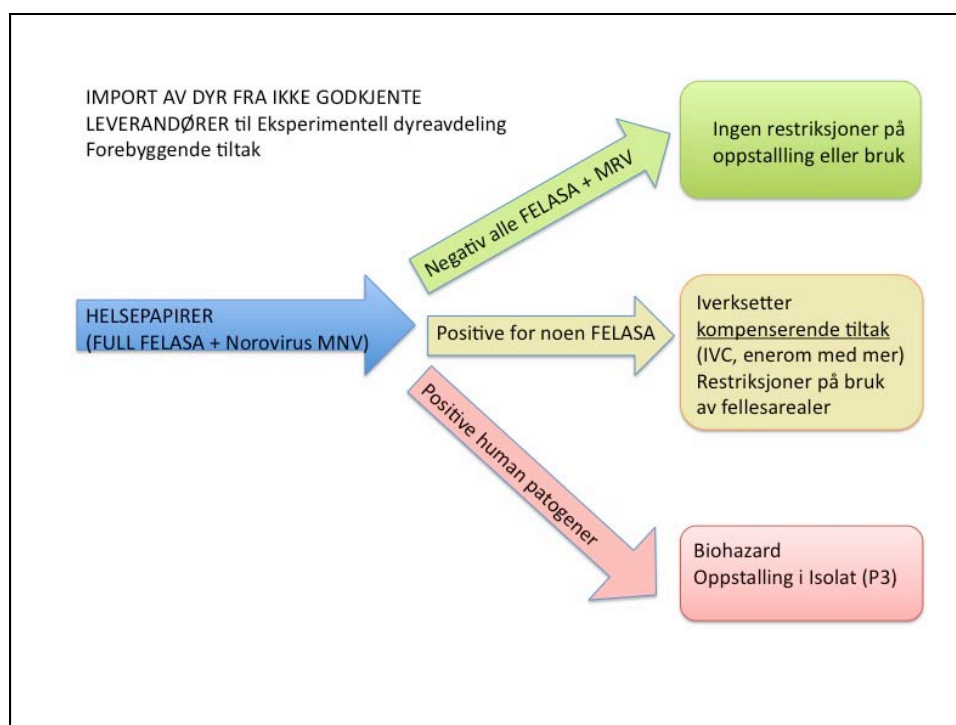 IMPORT AV DYR FRA IKKE GODKJENTE
LEVERANDØRER til Eksperimentell dyreavdeling
Forebyggende tiltak
Negativ alle FELASA + MRV
Ingen restriksjoner på
oppstallling eller bruk
HELSEPAPIRER
(FULL FELASA + Norovirus MNV)
Positive for noen FELASA
Iverksetter
kompenserende tiltak
(IVC, enerom med mer)
Restriksjoner på bruk
av fellesarealer
Positive human patogener
Biohazard
Oppstalling i Isolat (P3)